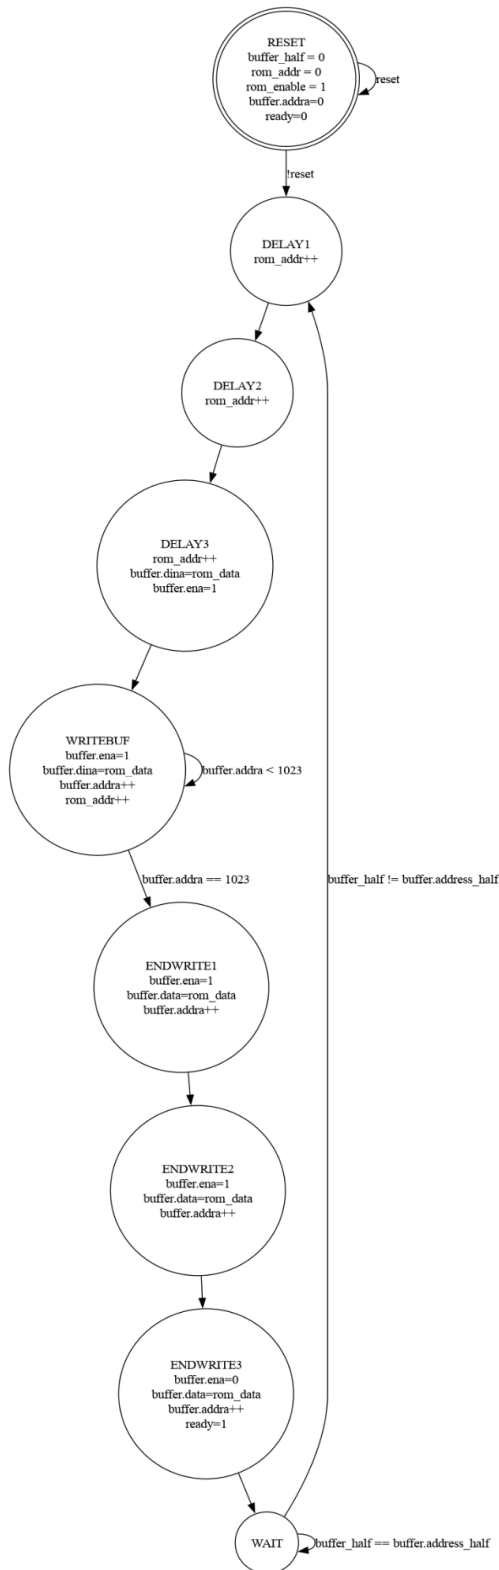 RESET
buffer_half = 0
rom_addr = 0
rom_enable = 1
buffer.addra=0
ready=0
reset
!reset
DELAY1
rom_addr++
DELAY2
rom_addr++
DELAY3
rom_addr++
buffer.dina=rom_data
buffer.ena=1
WRITEBUF
buffer.ena=1
buffer.dina=rom_data
buffer.addra++
rom_addr++
buffer.addra < 1023
buffer.addra == 1023
buffer_half != buffer.address_half
ENDWRITE1
buffer.ena=1
buffer.data=rom_data
buffer.addra++
ENDWRITE2
buffer.ena=1
buffer.data=rom_data
buffer.addra++
ENDWRITE3
buffer.ena=0
buffer.data=rom_data
buffer.addra++
ready=1
WAIT
buffer_half == buffer.address_half